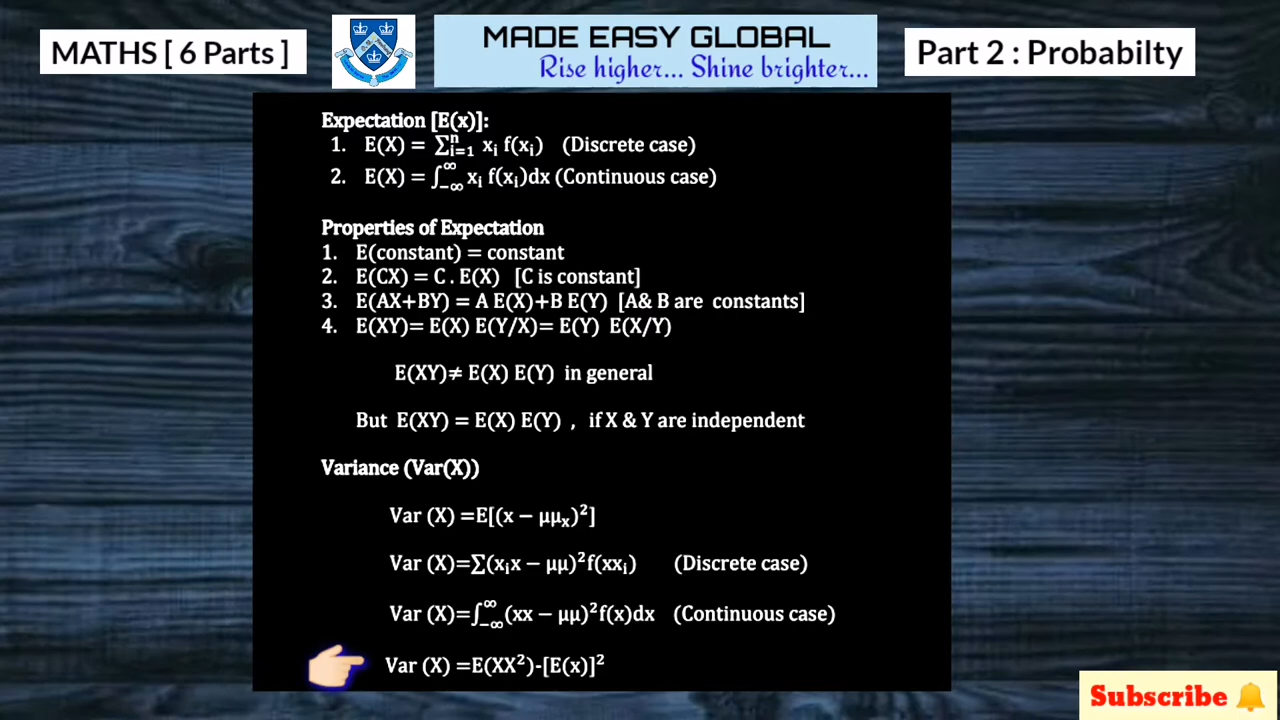 MATHS [ 6 Parts ]
MADE EASY GLOBAL
Rise higher... Shine brighter...
Part 2 : Probabilty
Expectation [E(x)]:
1. E(X) = ∑ⁿᵢ₌₁ xᵢ f(xᵢ) (Discrete case)
2. E(X) = ∫_{−∞}^{∞} xᵢ f(xᵢ)dx (Continuous case)
Properties of Expectation
1. E(constant) = constant
2. E(CX) = C . E(X) [C is constant]
3. E(AX+BY) = A E(X)+B E(Y) [A& B are constants]
4. E(XY)= E(X) E(Y/X)= E(Y) E(X/Y)
E(XY)≠ E(X) E(Y) in general
But E(XY) = E(X) E(Y) , if X & Y are independent
Variance (Var(X))
Var (X) =E[(x − μμₓ)²]
Var (X)=∑(xᵢx − μμ)²f(xxᵢ) (Discrete case)
Var (X)=∫_{−∞}^{∞}(xx − μμ)²f(x)dx (Continuous case)
Var (X) =E(XX²)-[E(x)]²
Subscribe